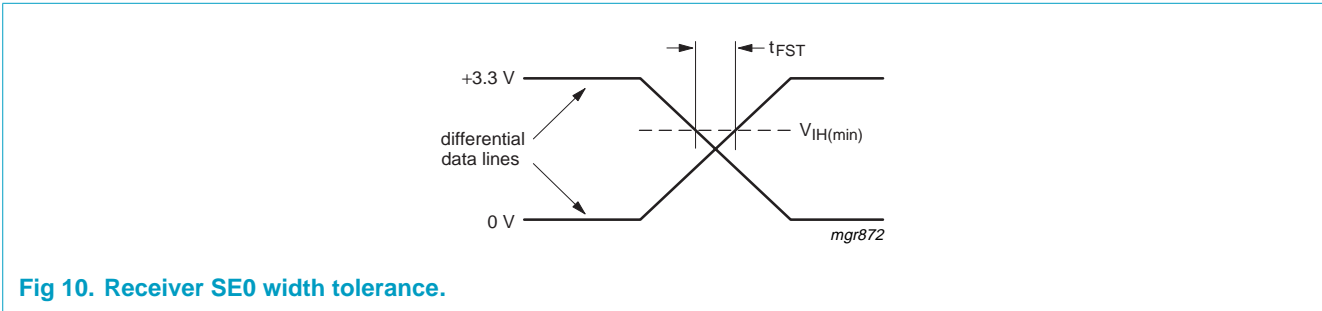 tFST
+3.3 V
VIH(min)
differential
data lines
0 V
mgr872
Fig 10. Receiver SE0 width tolerance.